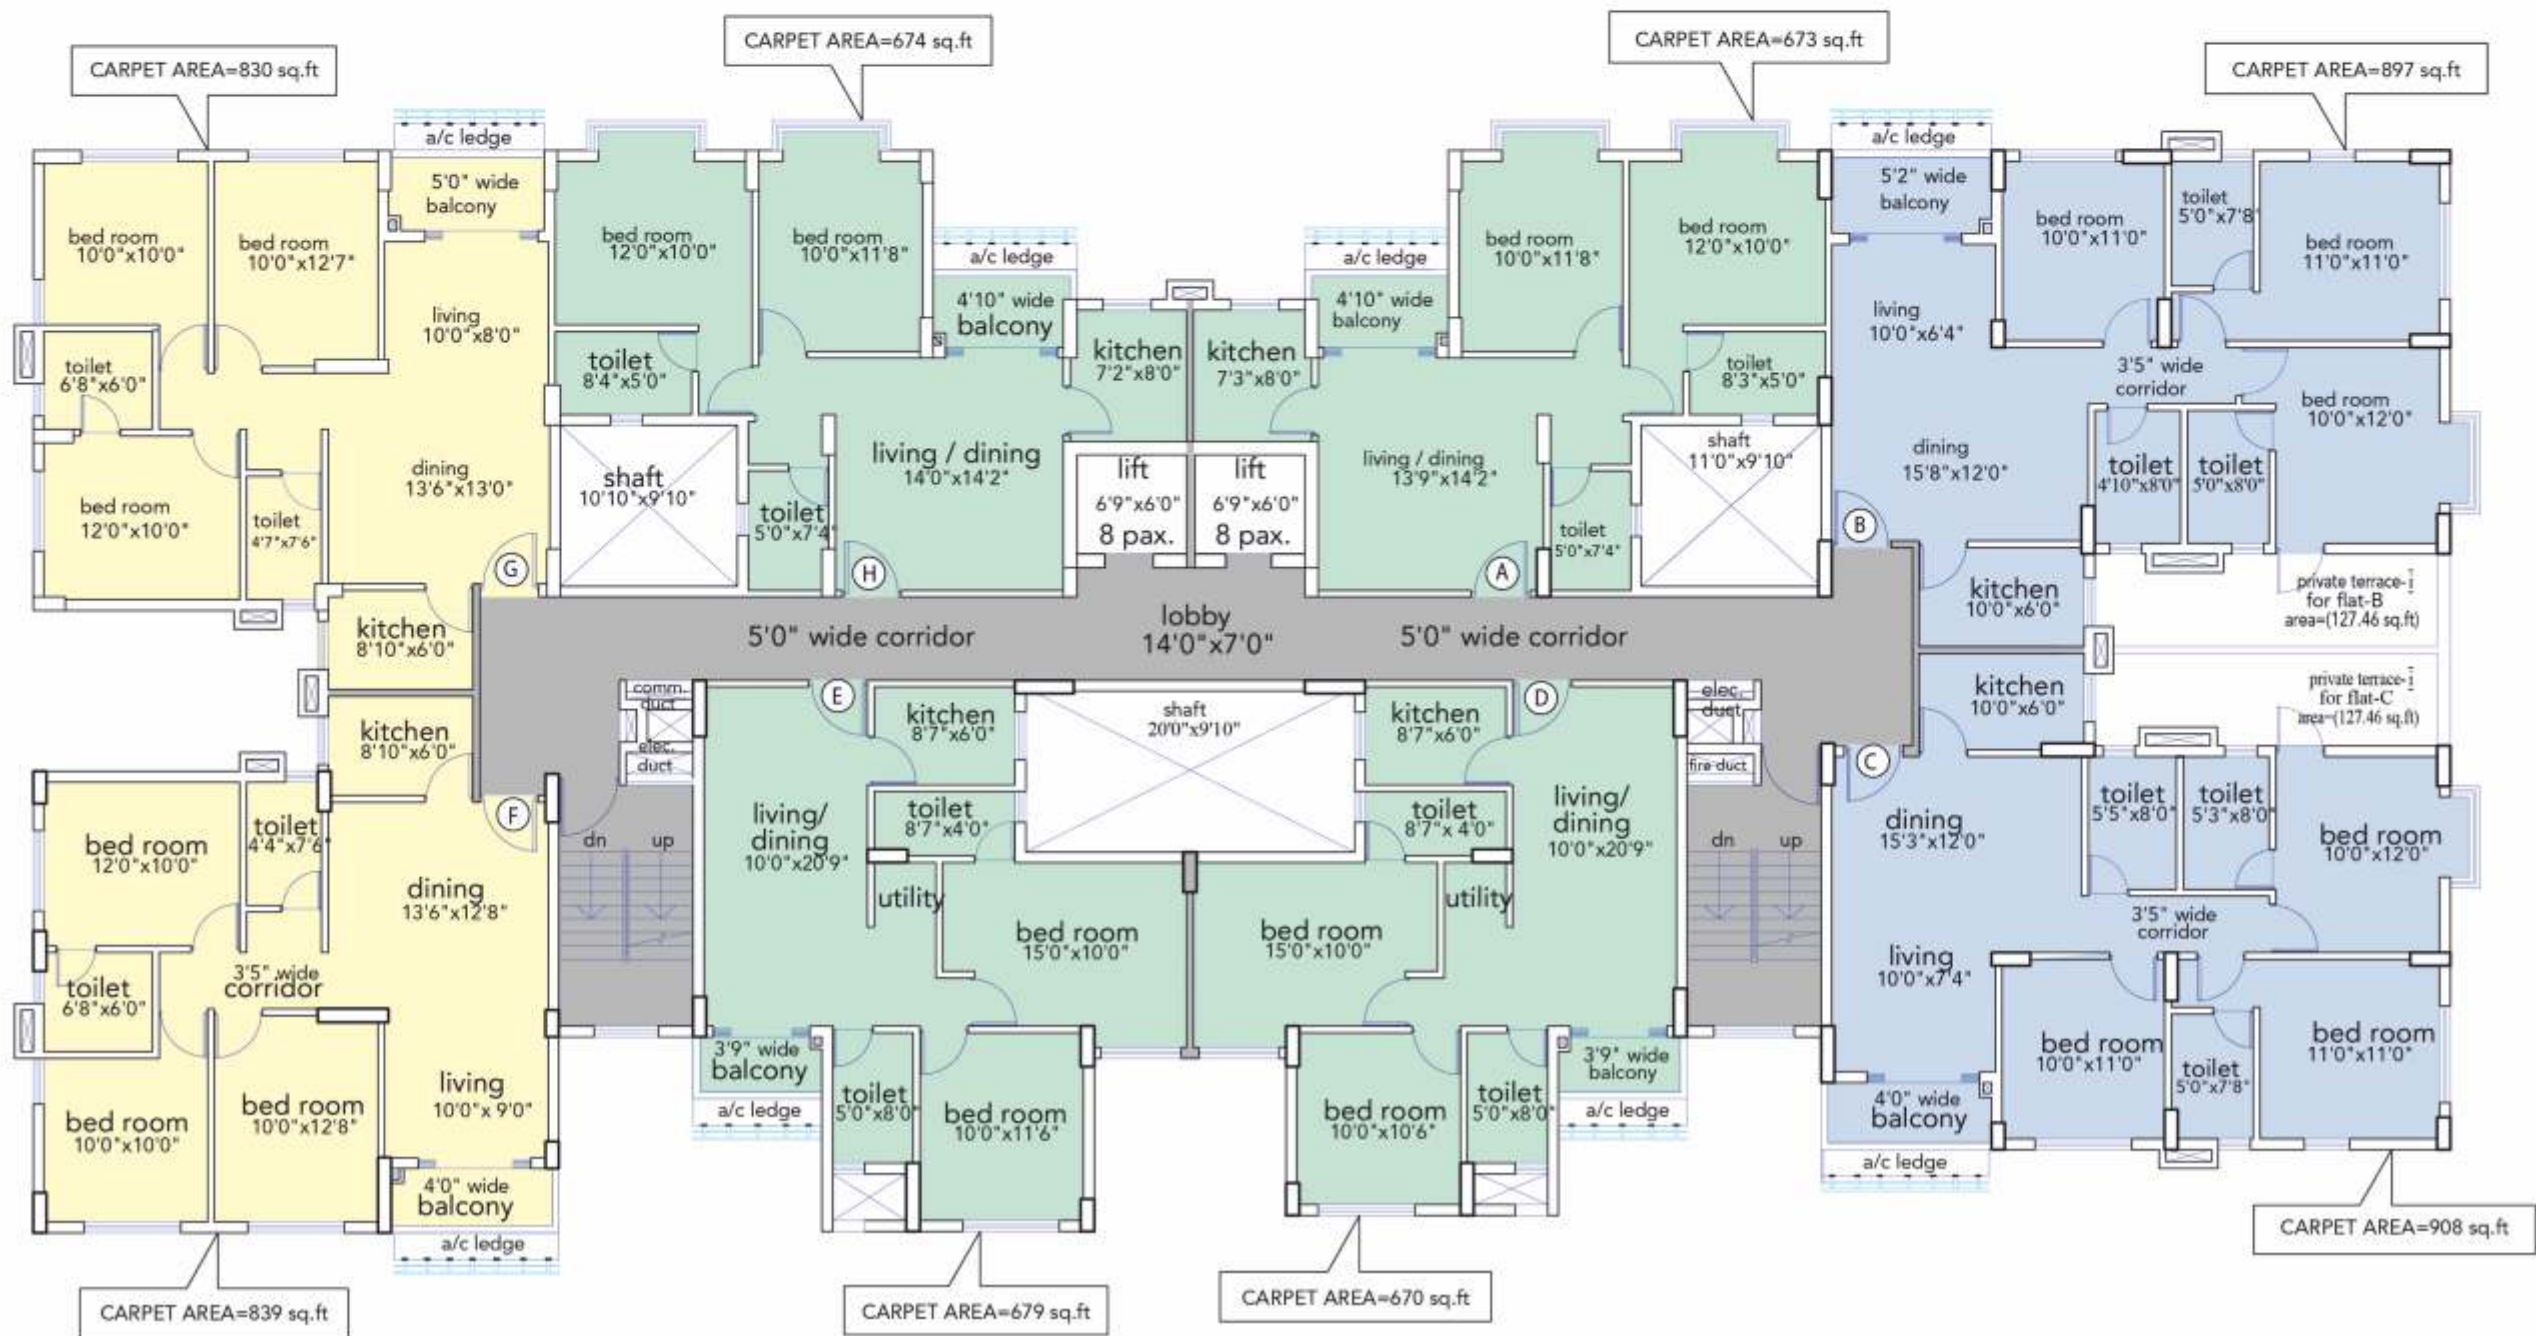 CARPET AREA=830 sq.ft
CARPET AREA=674 sq.ft
CARPET AREA=673 sq.ft
CARPET AREA=897 sq.ft
a/c ledge
5'0" wide
balcony
bed room
10'0"x10'0"
bed room
10'0"x12'7"
living
10'0"x8'0"
toilet
6'8"x6'0"
dining
13'6"x13'0"
bed room
12'0"x10'0"
toilet
4'7"x7'6"
G
kitchen
8'10"x6'0"
bed room
12'0"x10'0"
bed room
10'0"x11'8"
a/c ledge
4'10" wide
balcony
toilet
8'4"x5'0"
kitchen
7'2"x8'0"
living / dining
14'0"x14'2"
shaft
10'10"x9'10"
toilet
5'0"x7'4"
H
lift
6'9"x6'0"
8 pax.
lift
6'9"x6'0"
8 pax.
a/c ledge
4'10" wide
balcony
bed room
10'0"x11'8"
bed room
12'0"x10'0"
kitchen
7'3"x8'0"
toilet
8'3"x5'0"
living / dining
13'9"x14'2"
shaft
11'0"x9'10"
toilet
5'0"x7'4"
A
a/c ledge
5'2" wide
balcony
bed room
10'0"x11'0"
toilet
5'0"x7'8"
bed room
11'0"x11'0"
living
10'0"x6'4"
3'5" wide
corridor
bed room
10'0"x12'0"
dining
15'8"x12'0"
toilet
4'10"x8'0"
toilet
5'0"x8'0"
B
kitchen
10'0"x6'0"
private terrace-1
for flat-B
area=(127.46 sq.ft)
5'0" wide corridor
lobby
14'0"x7'0"
5'0" wide corridor
kitchen
8'10"x6'0"
F
bed room
12'0"x10'0"
toilet
4'4"x7'6"
dining
13'6"x12'8"
toilet
6'8"x6'0"
3'5" wide
corridor
bed room
10'0"x10'0"
bed room
10'0"x12'8"
living
10'0"x 9'0"
4'0" wide
balcony
a/c ledge
comm.
duct
elec.
duct
dn
up
E
kitchen
8'7"x6'0"
living/
dining
10'0"x20'9"
toilet
8'7"x4'0"
utility
bed room
15'0"x10'0"
3'9" wide
balcony
a/c ledge
toilet
5'0"x8'0"
bed room
10'0"x11'6"
shaft
20'0"x9'10"
D
kitchen
8'7"x6'0"
toilet
8'7"x 4'0"
living/
dining
10'0"x20'9"
utility
bed room
15'0"x10'0"
3'9" wide
balcony
a/c ledge
toilet
5'0"x8'0"
bed room
10'0"x10'6"
elec.
duct
fire duct
dn
up
C
kitchen
10'0"x6'0"
private terrace-1
for flat-C
area=(127.46 sq.ft)
dining
15'3"x12'0"
toilet
5'5"x8'0"
toilet
5'3"x8'0"
bed room
10'0"x12'0"
3'5" wide
corridor
living
10'0"x7'4"
bed room
10'0"x11'0"
toilet
5'0"x7'8"
bed room
11'0"x11'0"
4'0" wide
balcony
a/c ledge
CARPET AREA=839 sq.ft
CARPET AREA=679 sq.ft
CARPET AREA=670 sq.ft
CARPET AREA=908 sq.ft